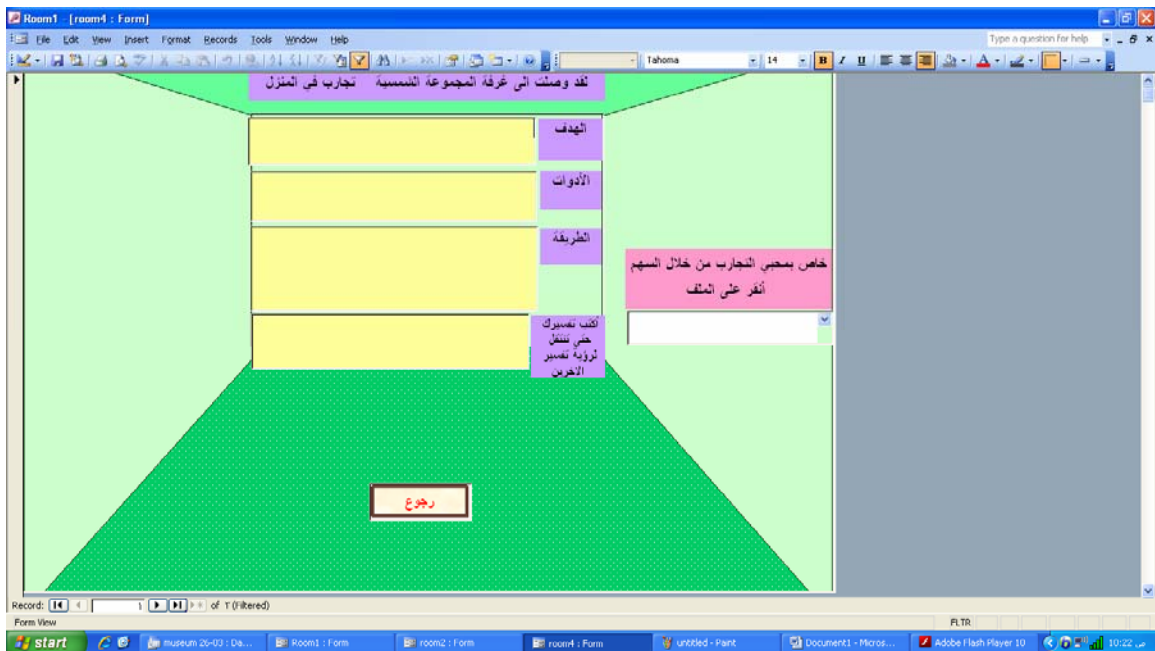 Room1 - [room4 : Form]
File Edit View Insert Format Records Tools Window Help
Type a question for help
Tahoma 14 B I U
لقد وصلت الى غرفة المجموعة الشمسية تجارب في المنزل
الهدف
الأدوات
الطريقة
خاص بمحبي التجارب من خلال السهم
أنقر على الملف
أكتب تفسيرك
حتى تنتقل
لرؤية تفسير
الاخرين
رجوع
Record: ١ of ٣ (Filtered)
Form View
FLTR
start museum 26-03 : Da... Room1 : Form room2 : Form room4 : Form untitled - Paint Document1 - Micros... Adobe Flash Player 10 10:22